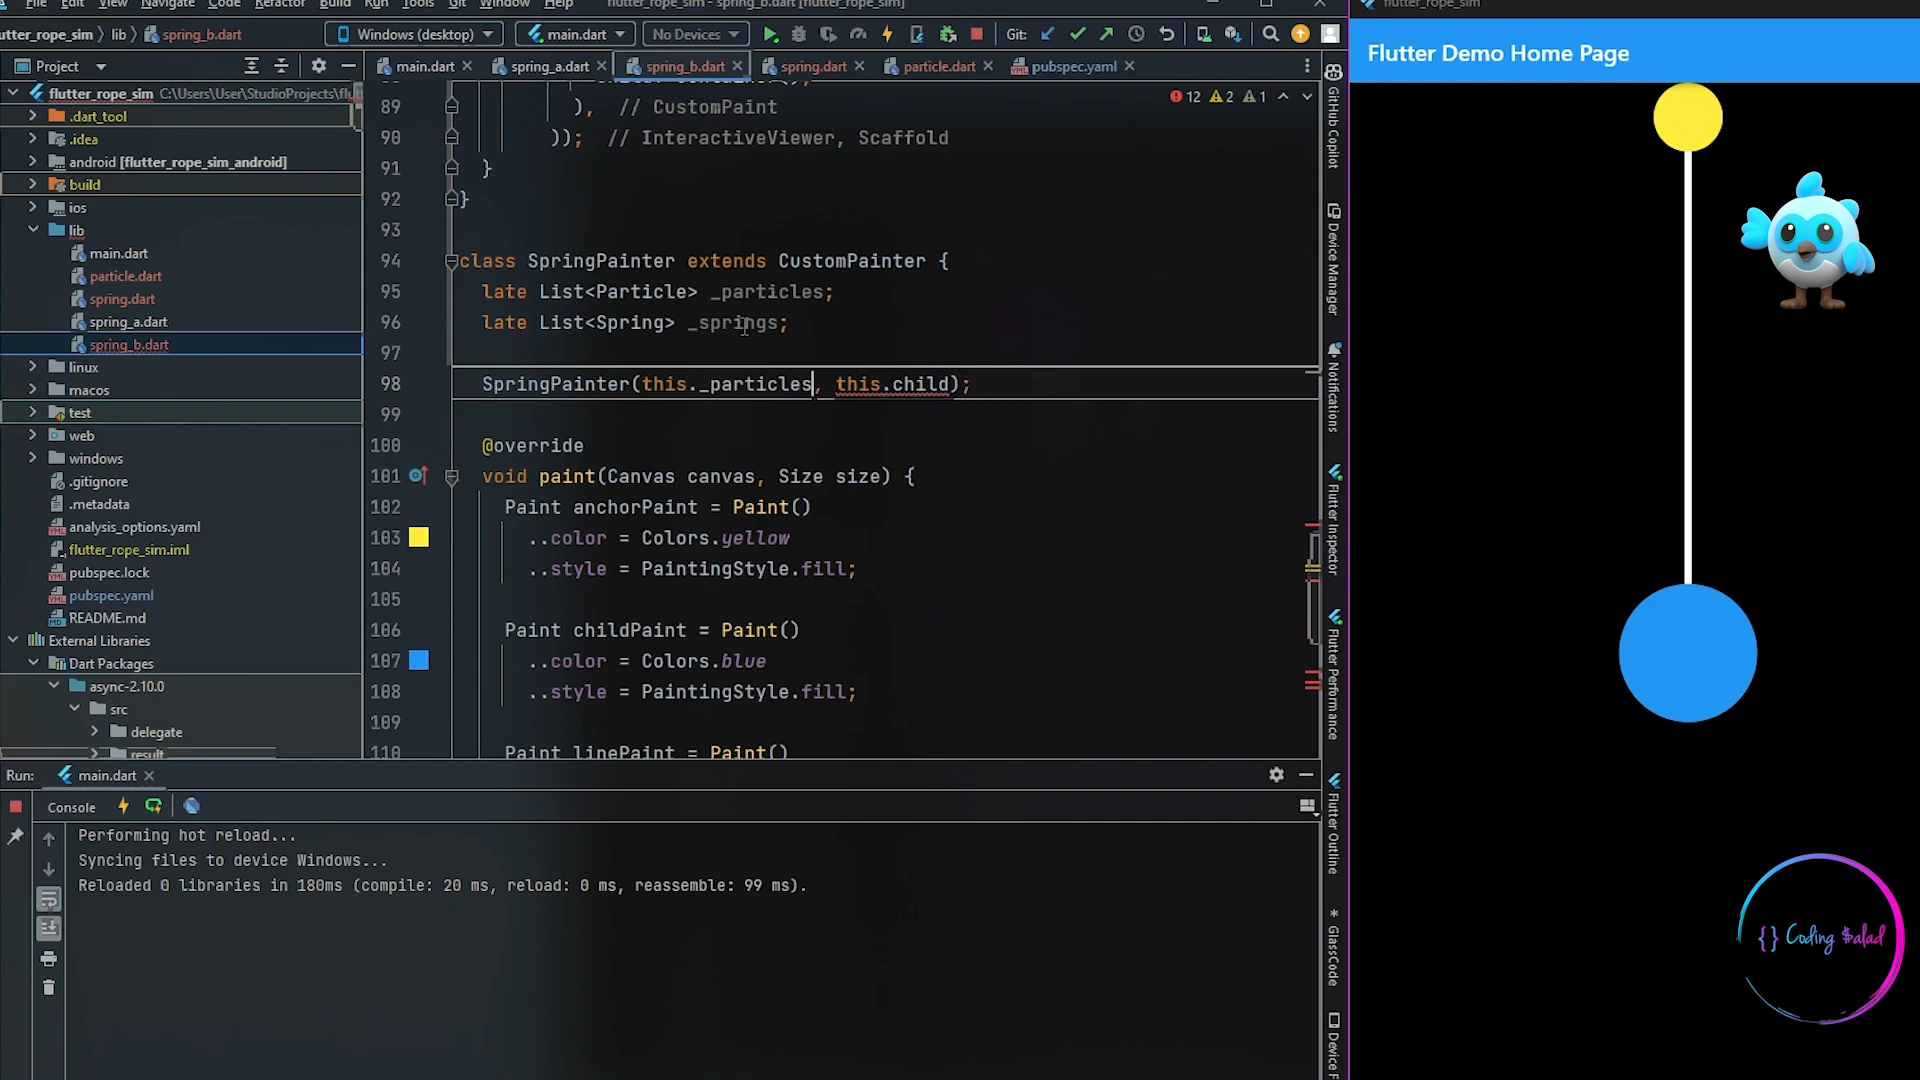 File Edit View Navigate Code Refactor Build Run Tools Git Window Help flutter_rope_sim - spring_b.dart [flutter_rope_sim]
flutter_rope_sim
utter_rope_sim lib spring_b.dart Windows (desktop) main.dart No Devices Git:
Flutter Demo Home Page
Project
main.dart spring_a.dart spring_b.dart spring.dart particle.dart pubspec.yaml
flutter_rope_sim C:\Users\User\StudioProjects\flut
.dart_tool
.idea
android [flutter_rope_sim_android]
build
ios
lib
main.dart
particle.dart
spring.dart
spring_a.dart
spring_b.dart
linux
macos
test
web
windows
.gitignore
.metadata
analysis_options.yaml
flutter_rope_sim.iml
pubspec.lock
pubspec.yaml
README.md
External Libraries
Dart Packages
async-2.10.0
src
delegate
result
12 2 1
89 ), // CustomPaint
90 )); // InteractiveViewer, Scaffold
91 }
92 }
93
94 class SpringPainter extends CustomPainter {
95 late List<Particle> _particles;
96 late List<Spring> _springs;
97
98 SpringPainter(this._particles, this.child);
99
100 @override
101 void paint(Canvas canvas, Size size) {
102 Paint anchorPaint = Paint()
103 ..color = Colors.yellow
104 ..style = PaintingStyle.fill;
105
106 Paint childPaint = Paint()
107 ..color = Colors.blue
108 ..style = PaintingStyle.fill;
109
110 Paint linePaint = Paint()
GitHub Copilot
Device Manager
Notifications
Flutter Inspector
Flutter Performance
Flutter Outline
GlassCode
Device F
Run: main.dart
Console
Performing hot reload...
Syncing files to device Windows...
Reloaded 0 libraries in 180ms (compile: 20 ms, reload: 0 ms, reassemble: 99 ms).
{} Coding $alad